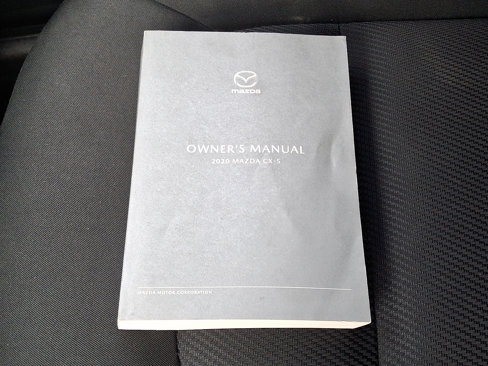 mazda
OWNER'S MANUAL
2020 MAZDA CX-5
MAZDA MOTOR CORPORATION